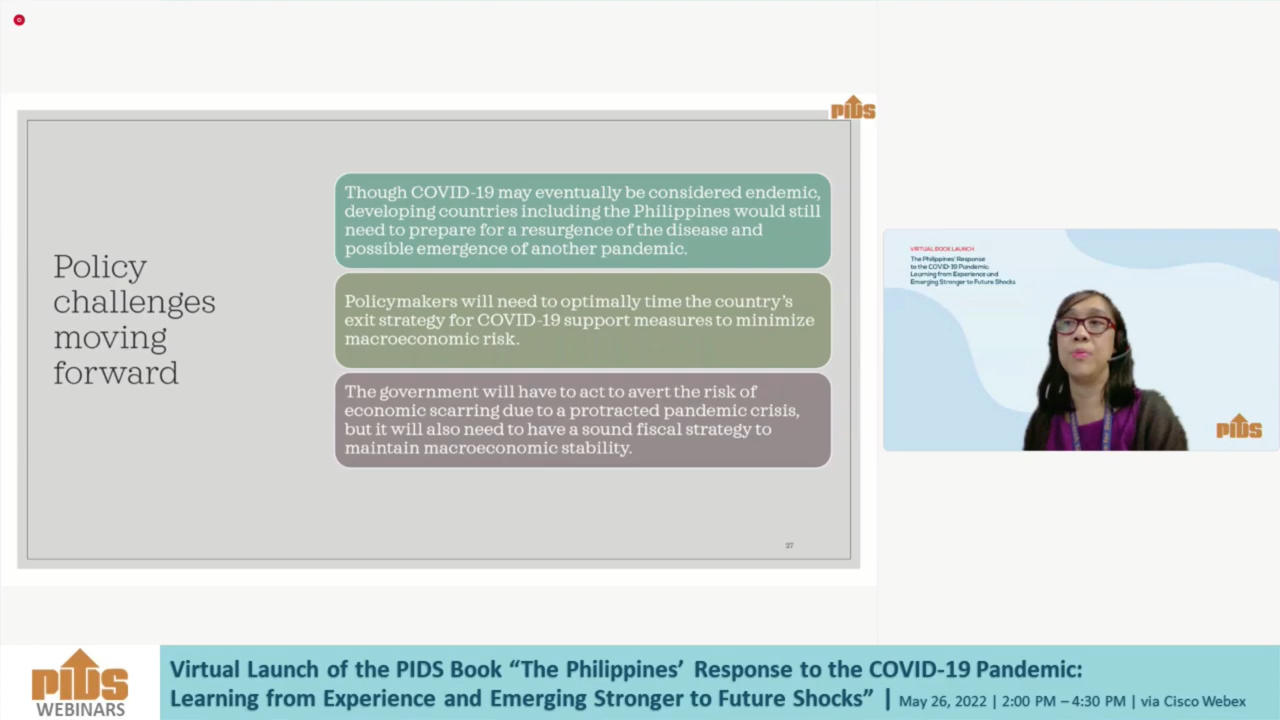 PIDS
Policy
challenges
moving
forward
Though COVID-19 may eventually be considered endemic,
developing countries including the Philippines would still
need to prepare for a resurgence of the disease and
possible emergence of another pandemic.
Policymakers will need to optimally time the country's
exit strategy for COVID-19 support measures to minimize
macroeconomic risk.
The government will have to act to avert the risk of
economic scarring due to a protracted pandemic crisis,
but it will also need to have a sound fiscal strategy to
maintain macroeconomic stability.
27
VIRTUAL BOOK LAUNCH
The Philippines' Response
to the COVID-19 Pandemic:
Learning from Experience and
Emerging Stronger to Future Shocks
PIDS
PIDS
WEBINARS
Virtual Launch of the PIDS Book “The Philippines’ Response to the COVID-19 Pandemic:
Learning from Experience and Emerging Stronger to Future Shocks” | May 26, 2022 | 2:00 PM – 4:30 PM | via Cisco Webex